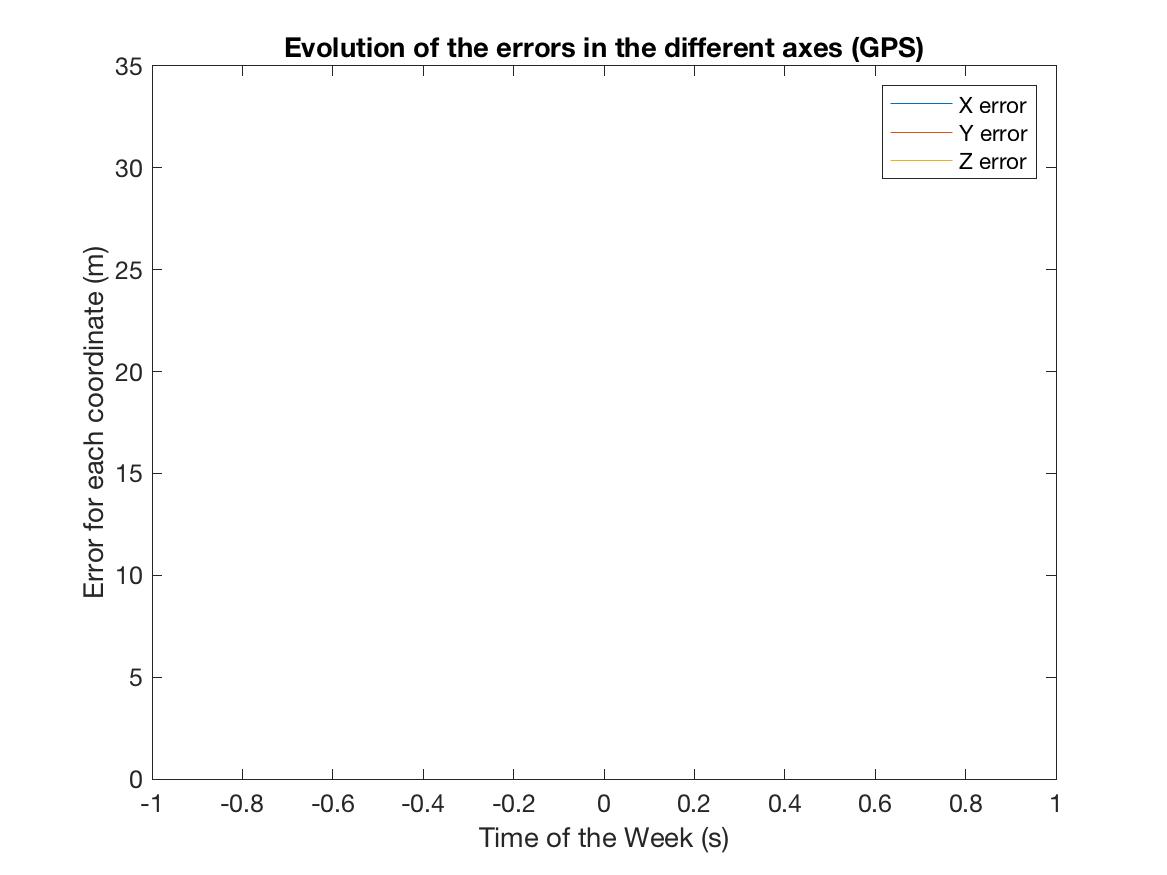 Evolution of the errors in the different axes (GPS)
35
30
25
20
15
10
5
0
Error for each coordinate (m)
X error
Y error
Z error
-1 -0.8 -0.6 -0.4 -0.2 0 0.2 0.4 0.6 0.8 1
Time of the Week (s)